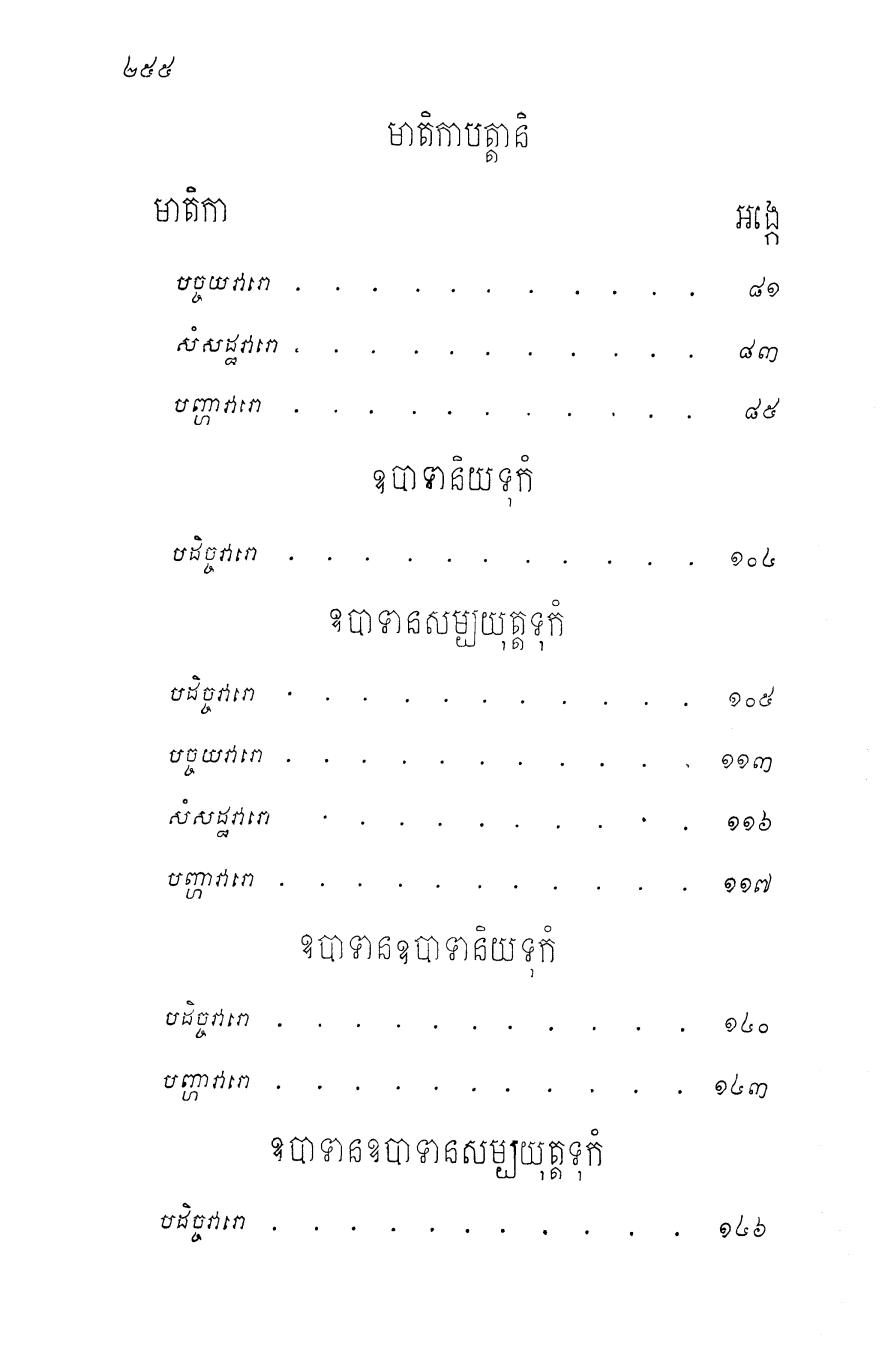 ២៥៥
មាតិកាបត្តានិ
មាតិកា អង្កេ
បច្ចយវារោ . . . . . . . . . . . ៨១
សំសដ្ឋវារោ . . . . . . . . . . . ៨៣
បញ្ហាវារោ . . . . . . . . . . . ៨៥
ឧបាទានិយទុកំ
បដិច្ចវារោ . . . . . . . . . . . ១០៤
ឧបាទានសម្បយុត្តទុកំ
បដិច្ចវារោ . . . . . . . . . . . ១០៥
បច្ចយវារោ . . . . . . . . . . . ១១៣
សំសដ្ឋវារោ . . . . . . . . . . ១១៦
បញ្ហាវារោ . . . . . . . . . . . ១១៧
ឧបាទានឧបាទានិយទុកំ
បដិច្ចវារោ . . . . . . . . . . . ១៤០
បញ្ហាវារោ . . . . . . . . . . . ១៤៣
ឧបាទានឧបាទានសម្បយុត្តទុកំ
បដិច្ចវារោ . . . . . . . . . . . ១៤៦